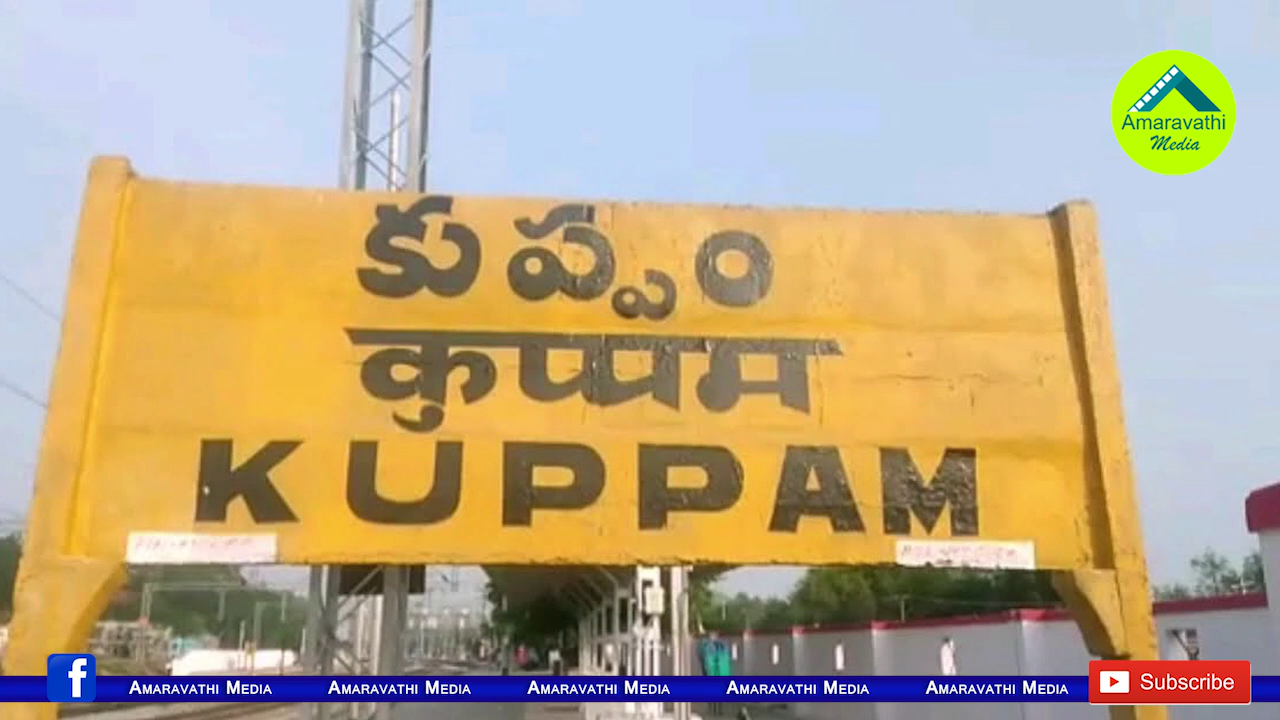 Amaravathi
Media
కుప్పం
कुप्पम
KUPPAM
AMARAVATHI MEDIA AMARAVATHI MEDIA AMARAVATHI MEDIA AMARAVATHI MEDIA AMARAVATHI MEDIA
Subscribe